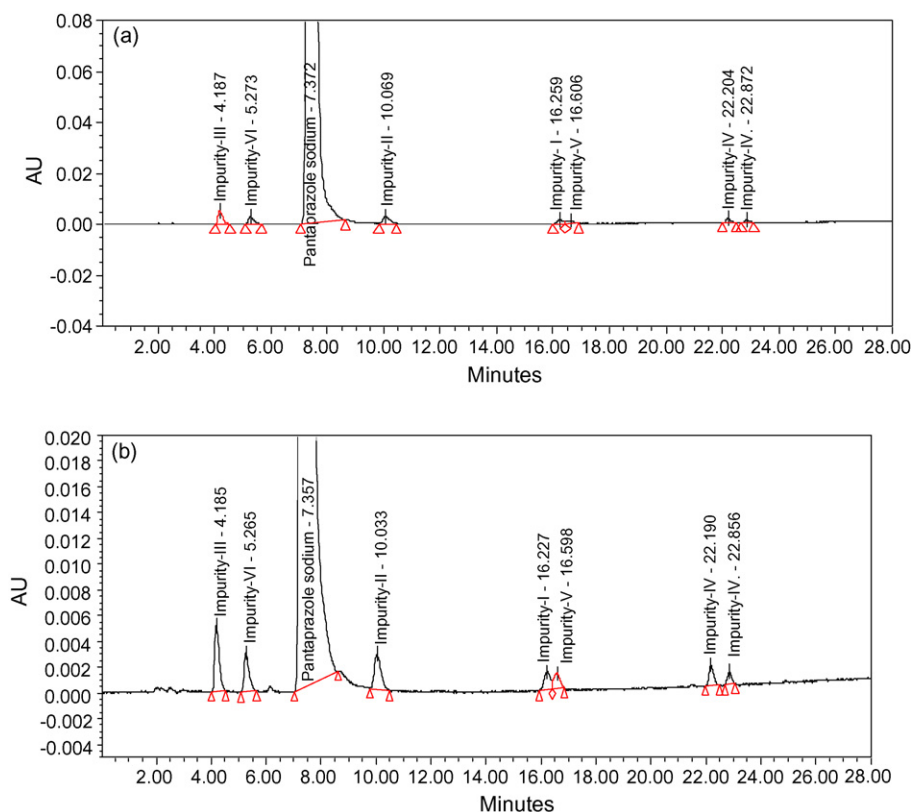 (a)
0.08
0.06
0.04
0.02
0.00
-0.02
-0.04
AU
Impurity-III - 4.187
Impurity-VI - 5.273
Pantaprazole sodium - 7.372
Impurity-II - 10.069
Impurity- I - 16.259
Impurity-V - 16.606
Impurity-IV - 22.204
Impurity-IV. - 22.872
2.00 4.00 6.00 8.00 10.00 12.00 14.00 16.00 18.00 20.00 22.00 24.00 26.00 28.00
Minutes
(b)
0.020
0.018
0.016
0.014
0.012
0.010
0.008
0.006
0.004
0.002
0.000
-0.002
-0.004
AU
Impurity-III - 4.185
Impurity-VI - 5.265
Pantaprazole sodium - 7.357
Impurity-II - 10.033
Impurity-I - 16.227
Impurity-V - 16.598
Impurity-IV - 22.190
Impurity-IV. - 22.856
2.00 4.00 6.00 8.00 10.00 12.00 14.00 16.00 18.00 20.00 22.00 24.00 26.00 28.00
Minutes